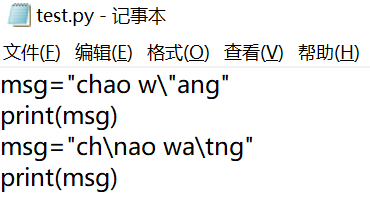 test.py - 记事本
文件(F) 编辑(E) 格式(O) 查看(V) 帮助(H)
msg="chao w\"ang"
print(msg)
msg="ch\nao wa\tng"
print(msg)